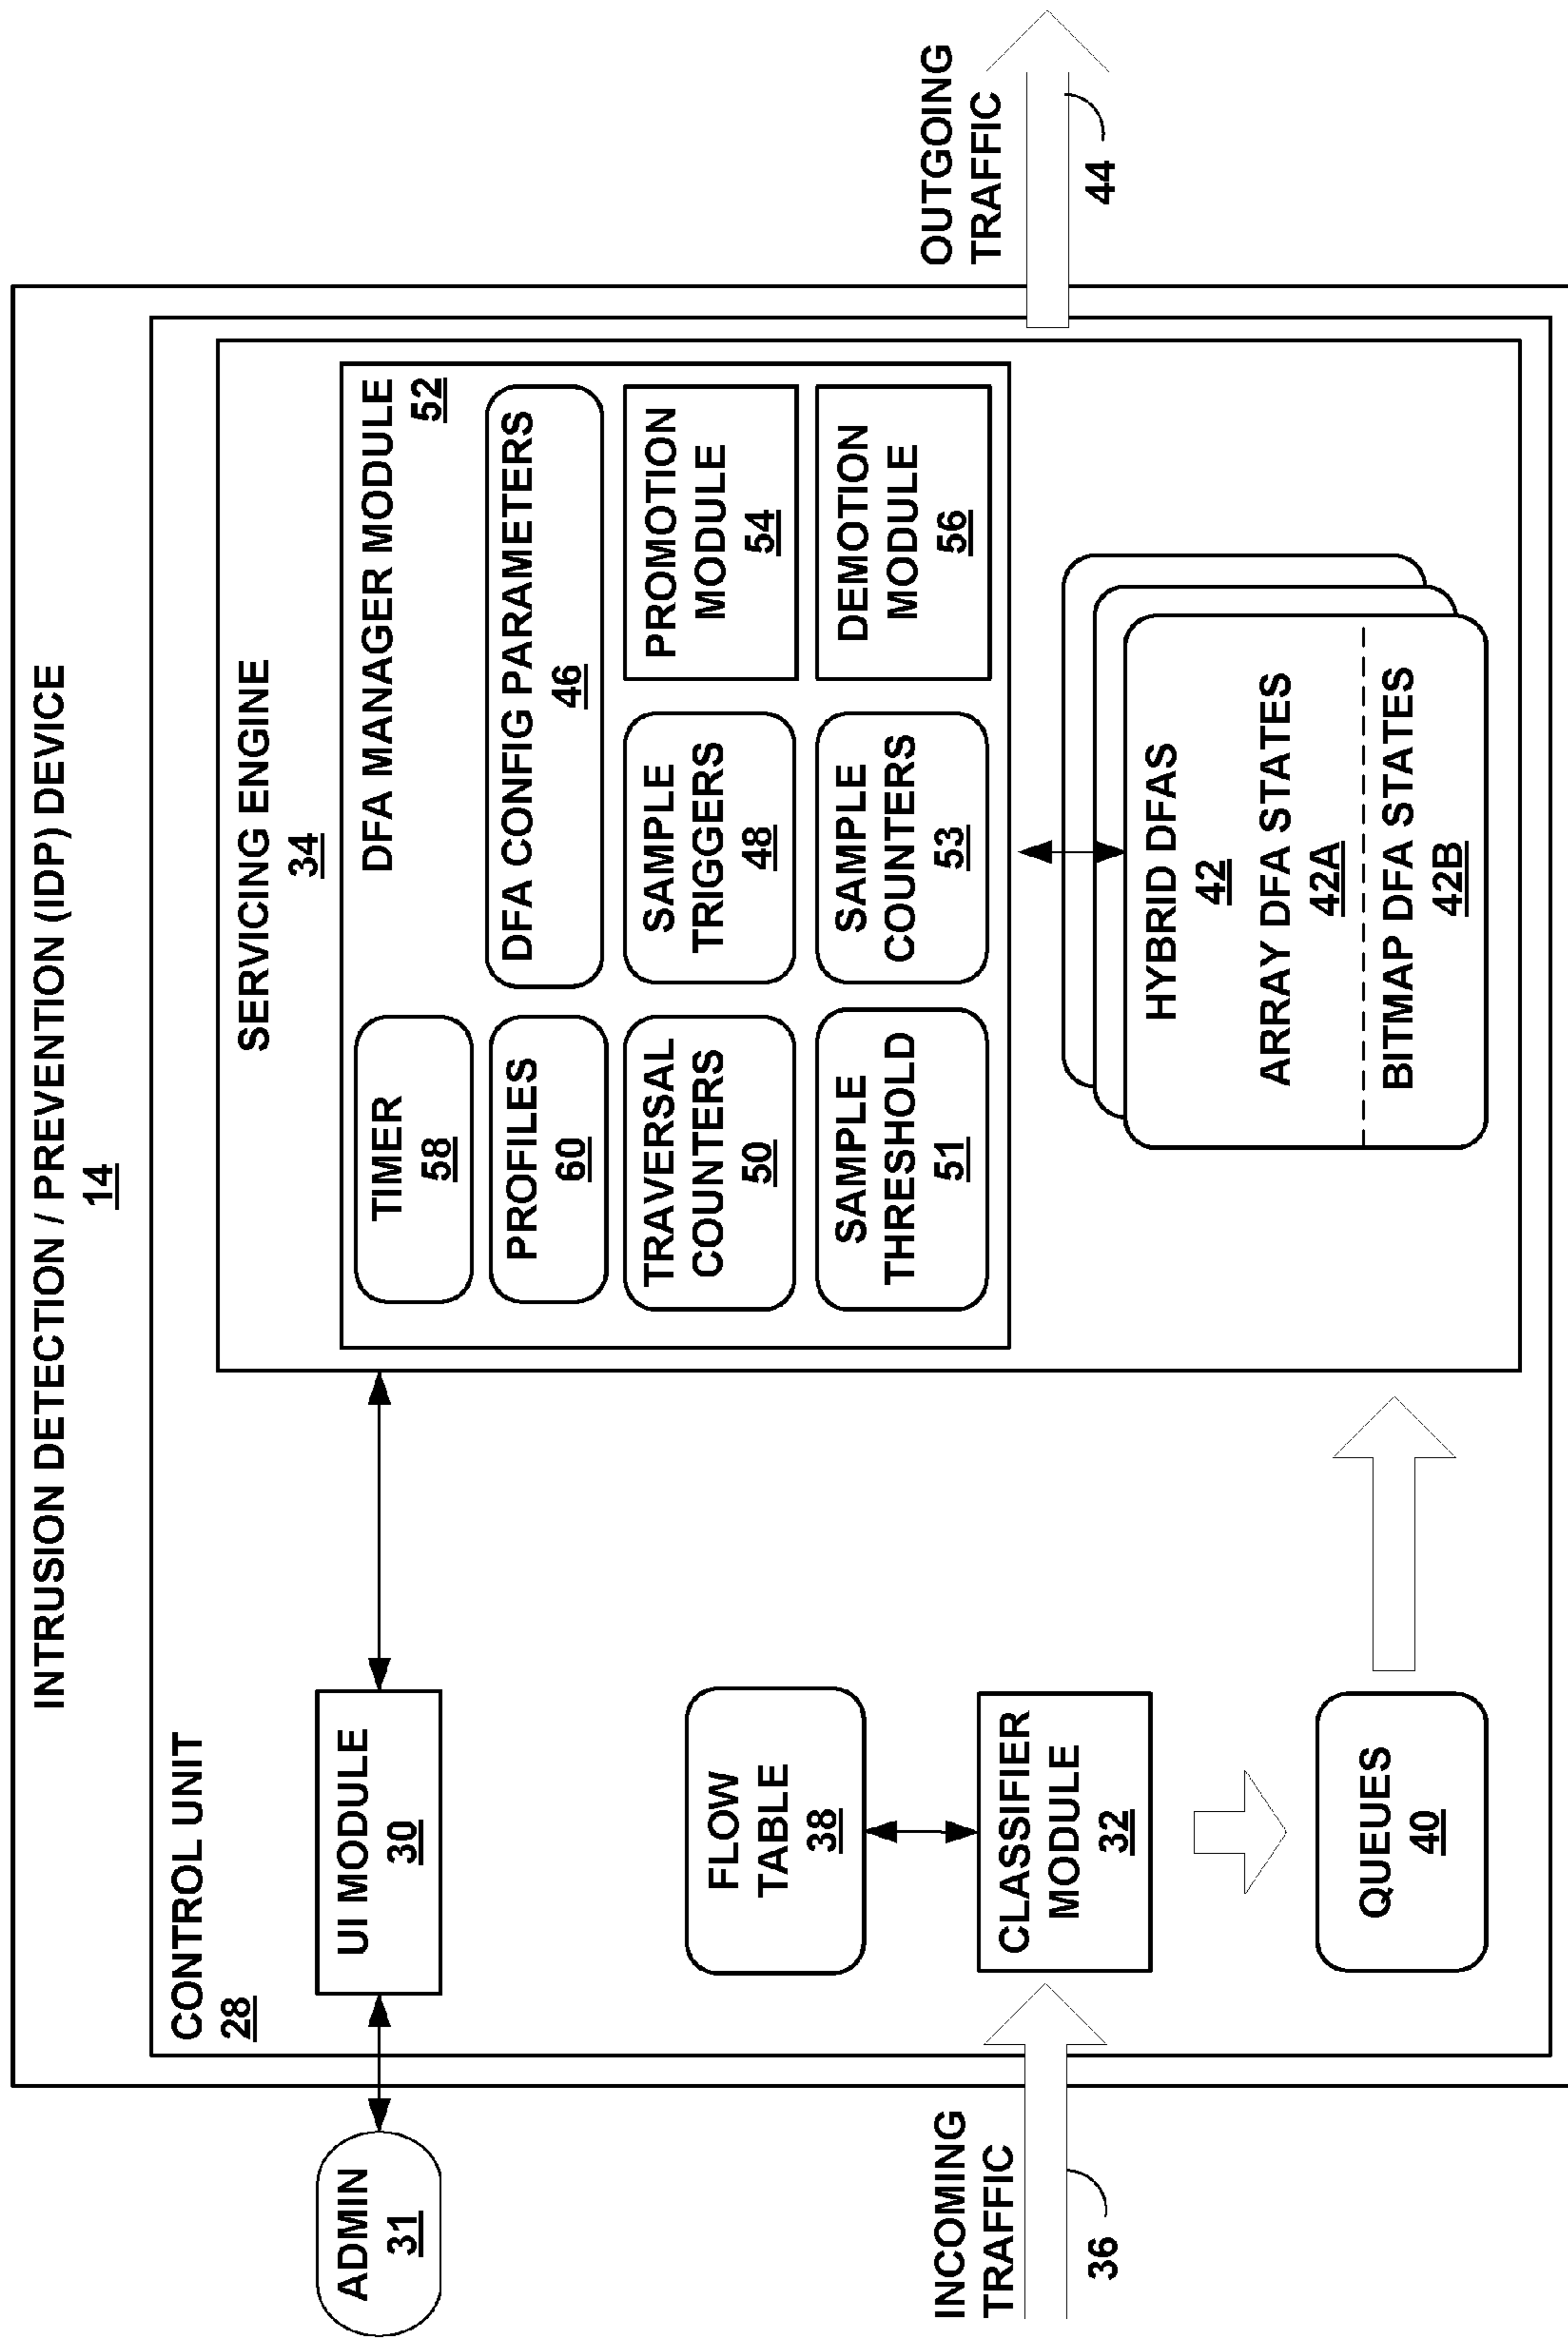 INTRUSION DETECTION / PREVENTION (IDP) DEVICE
14
CONTROL UNIT
28
ADMIN
31
UI MODULE
30
FLOW
TABLE
38
INCOMING
TRAFFIC
36
CLASSIFIER
MODULE
32
QUEUES
40
SERVICING ENGINE
34
DFA MANAGER MODULE
52
TIMER
58
PROFILES
60
DFA CONFIG PARAMETERS
46
TRAVERSAL
COUNTERS
50
SAMPLE
TRIGGERS
48
PROMOTION
MODULE
54
SAMPLE
THRESHOLD
51
SAMPLE
COUNTERS
53
DEMOTION
MODULE
56
HYBRID DFAS
42
ARRAY DFA STATES
42A
BITMAP DFA STATES
42B
OUTGOING
TRAFFIC
44